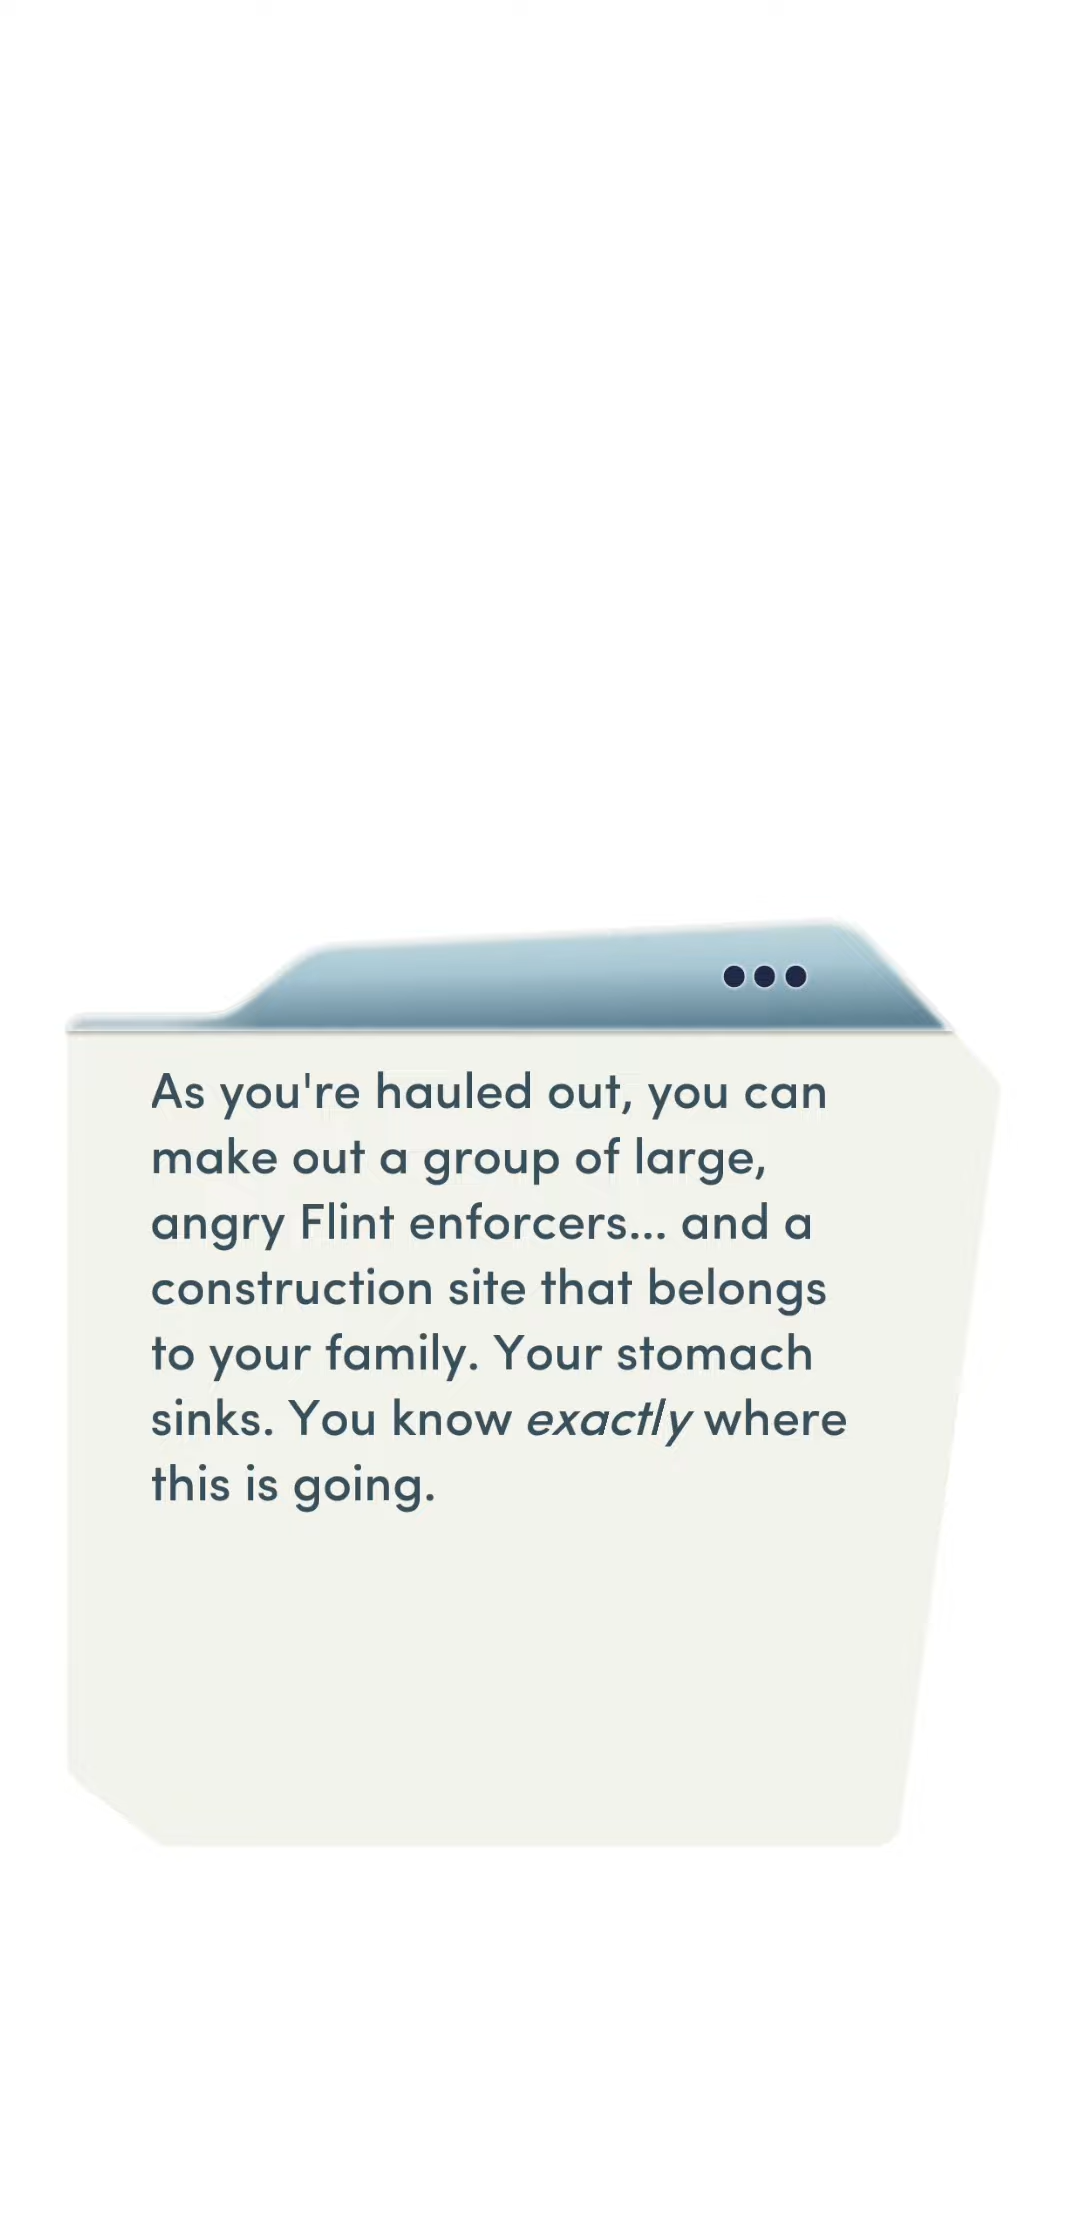 As you're hauled out, you can
make out a group of large,
angry Flint enforcers... and a
construction site that belongs
to your family. Your stomach
sinks. You know exactly where
this is going.